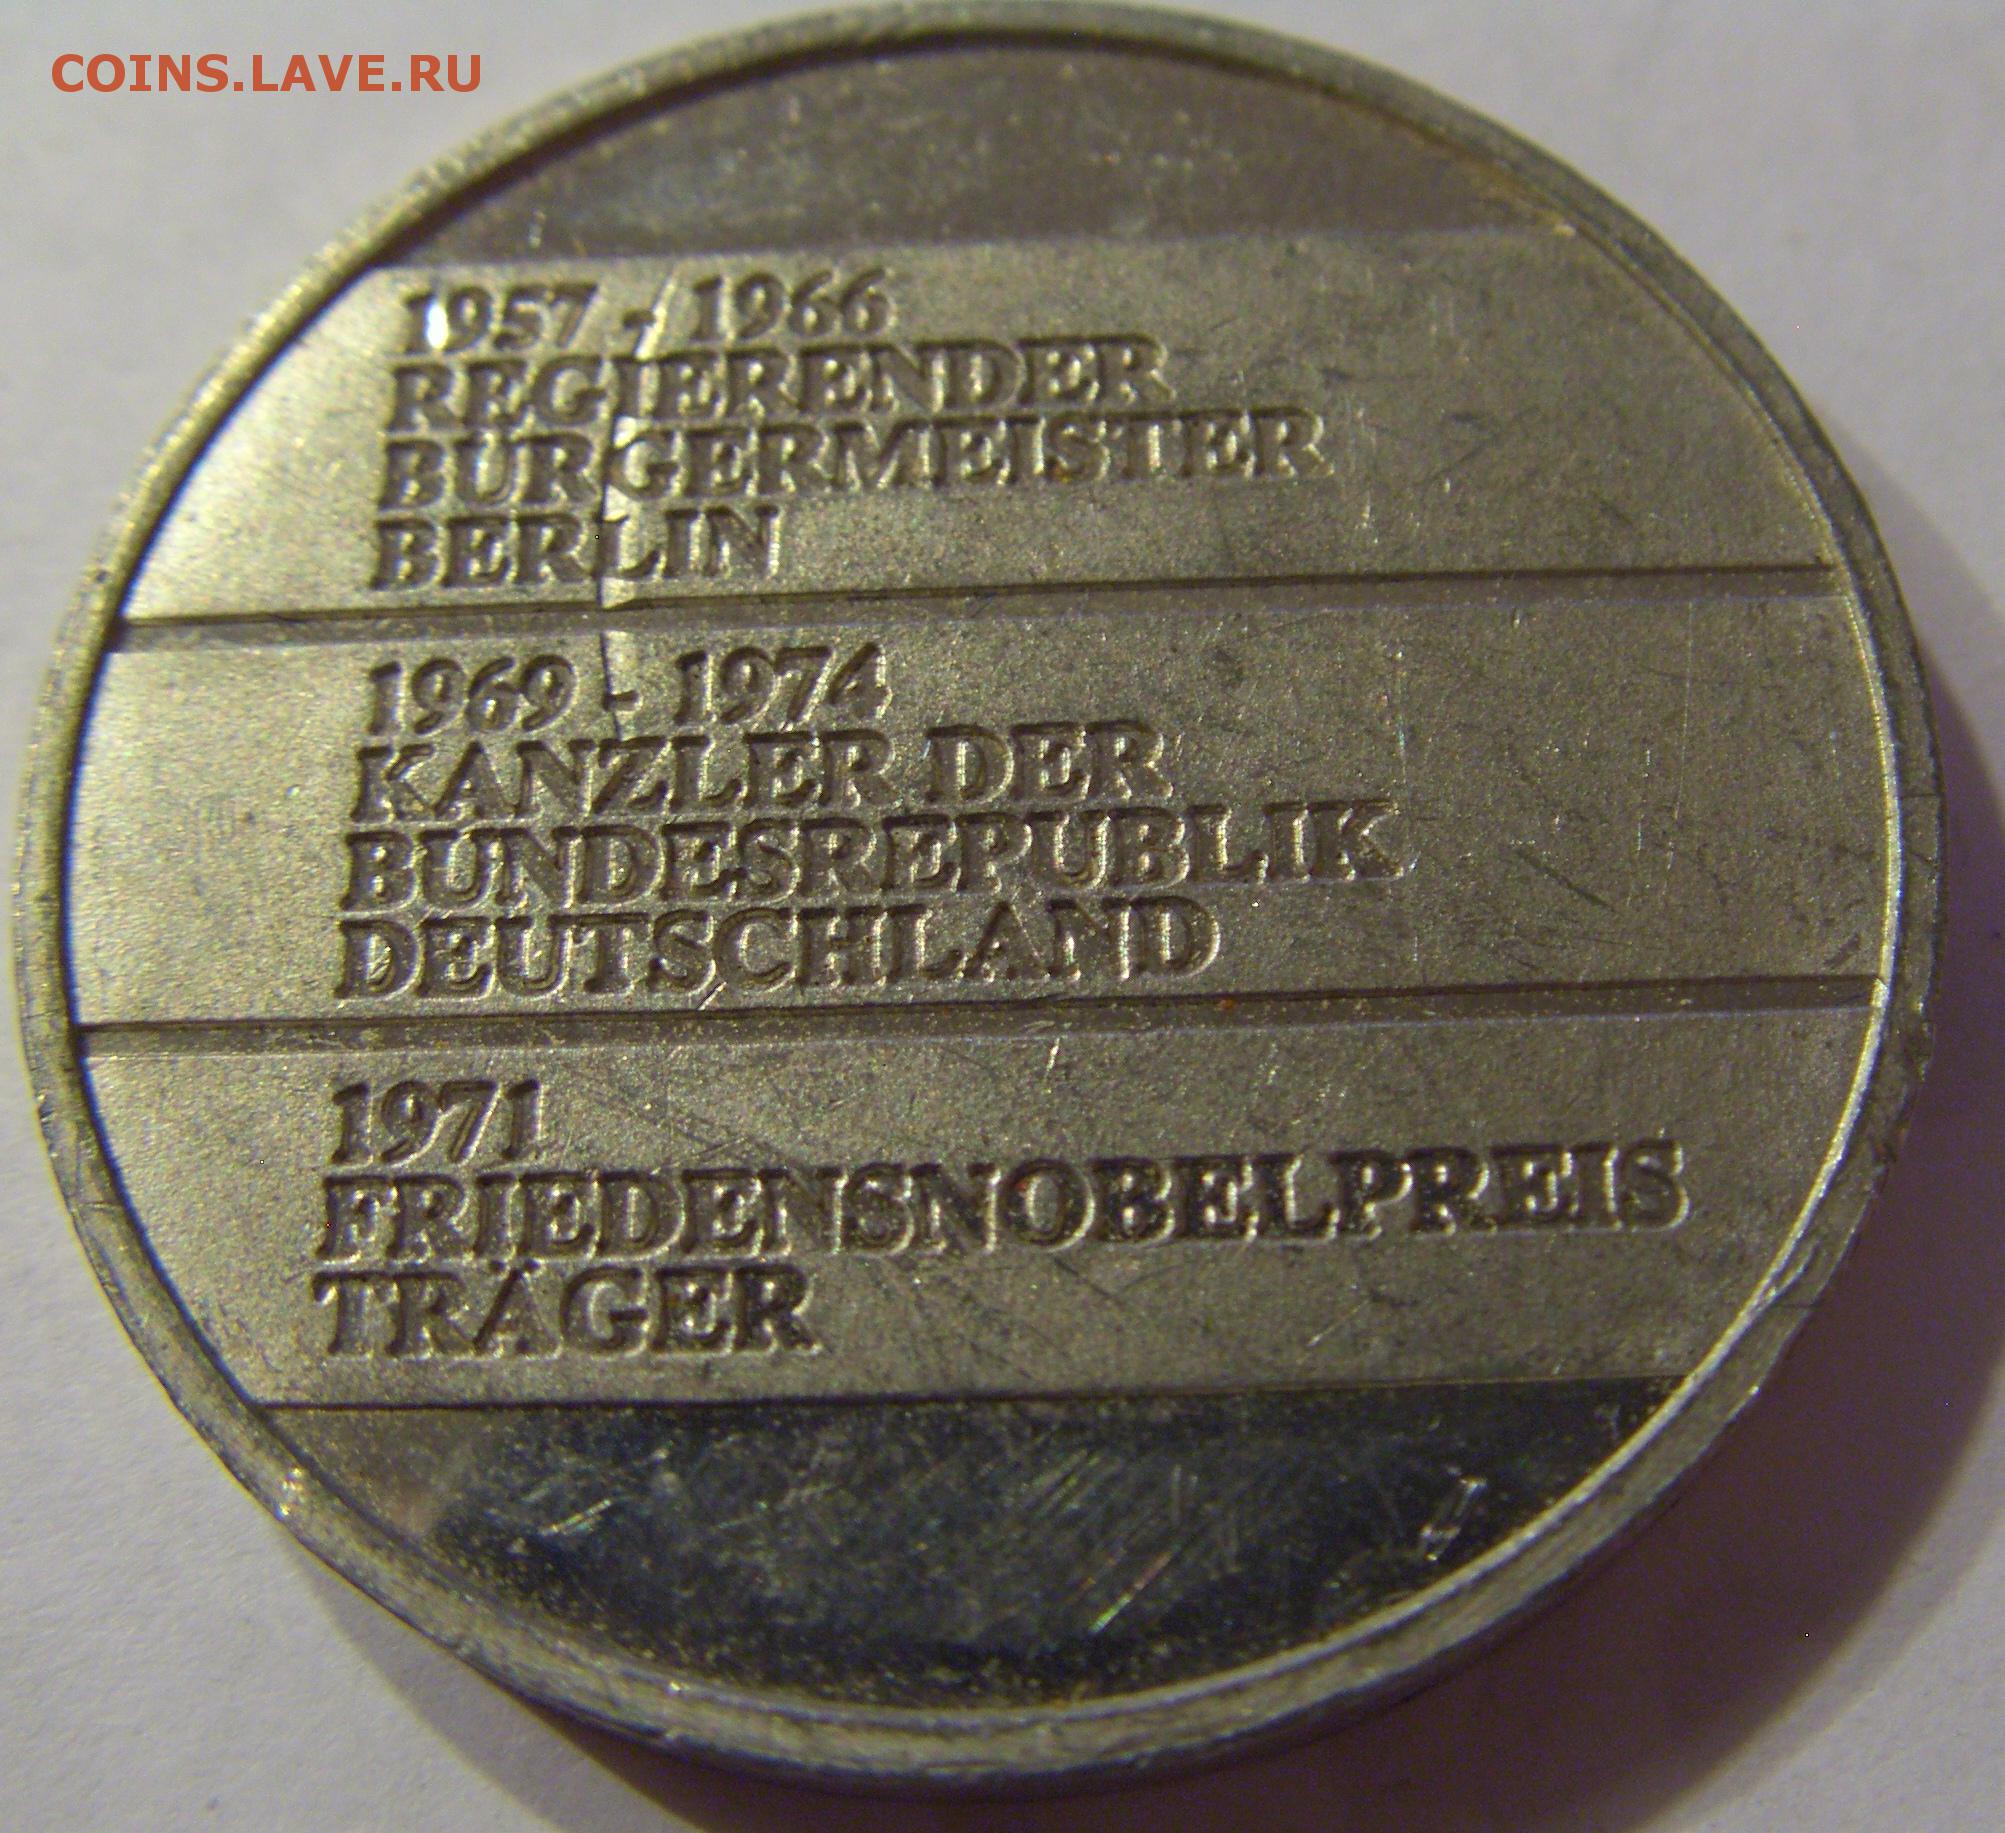 COINS.LAVE.RU
1957 - 1966
REGIERENDER
BÜRGERMEISTER
BERLIN
1969 - 1974
KANZLER DER
BUNDESREPUBLIK
DEUTSCHLAND
1971
FRIEDENSNOBELPREIS
TRÄGER